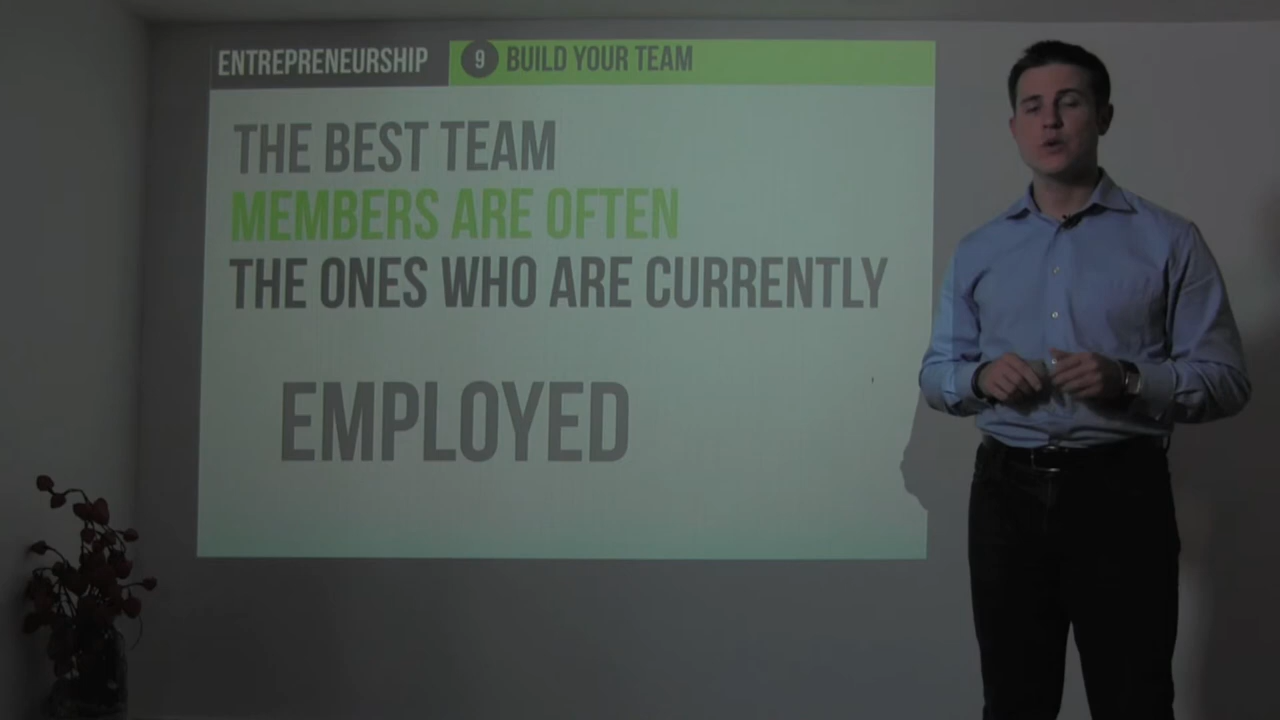 ENTREPRENEURSHIP
9 BUILD YOUR TEAM
THE BEST TEAM
MEMBERS ARE OFTEN
THE ONES WHO ARE CURRENTLY
EMPLOYED